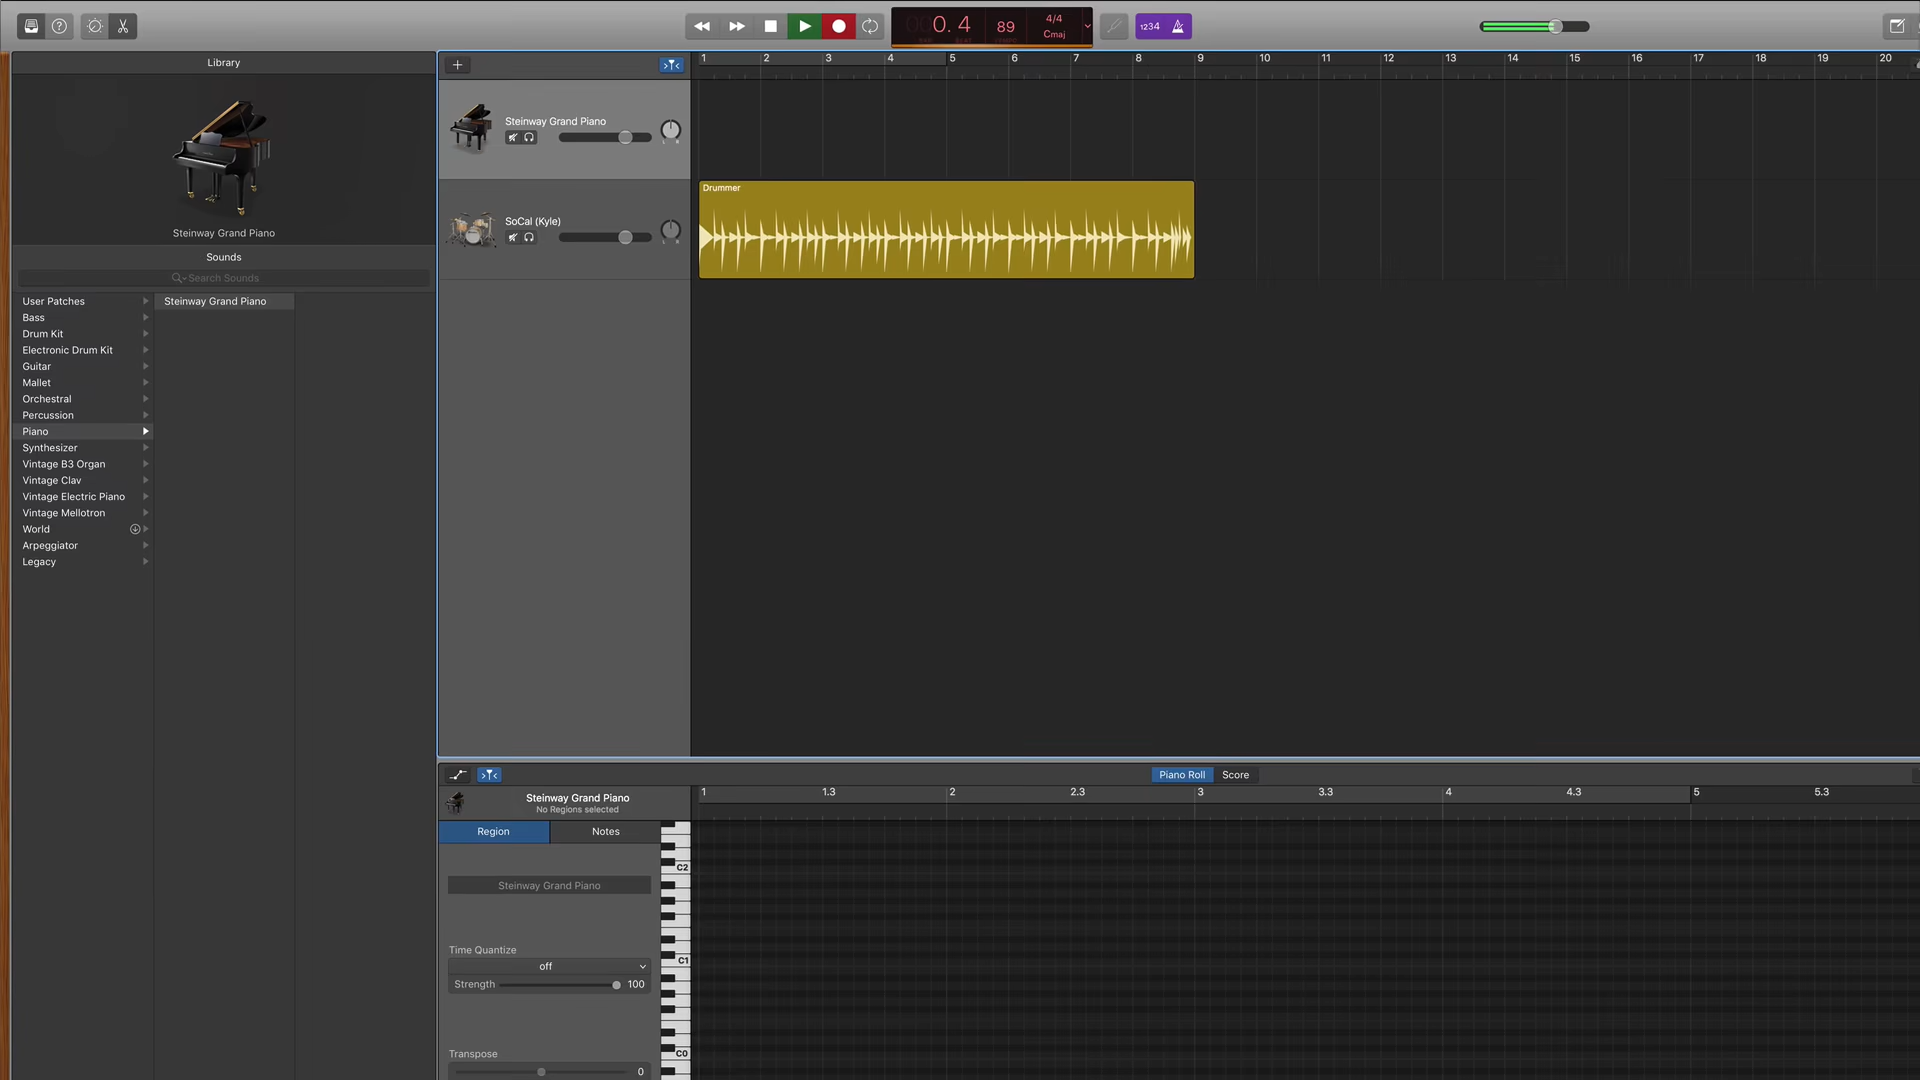 0. 4
89
4/4
Cmaj
1234
Library
Steinway Grand Piano
Sounds
Search Sounds
User Patches
Bass
Drum Kit
Electronic Drum Kit
Guitar
Mallet
Orchestral
Percussion
Piano
Synthesizer
Vintage B3 Organ
Vintage Clav
Vintage Electric Piano
Vintage Mellotron
World
Arpeggiator
Legacy
Steinway Grand Piano
1 2 3 4 5 6 7 8 9 10 11 12 13 14 15 16 17 18 19 20
Steinway Grand Piano
Drummer
SoCal (Kyle)
Piano Roll Score
Steinway Grand Piano
No Regions selected
1 1.3 2 2.3 3 3.3 4 4.3 5 5.3
Region Notes
C2
Steinway Grand Piano
Time Quantize
C1
off
Strength 100
Transpose
C0
0